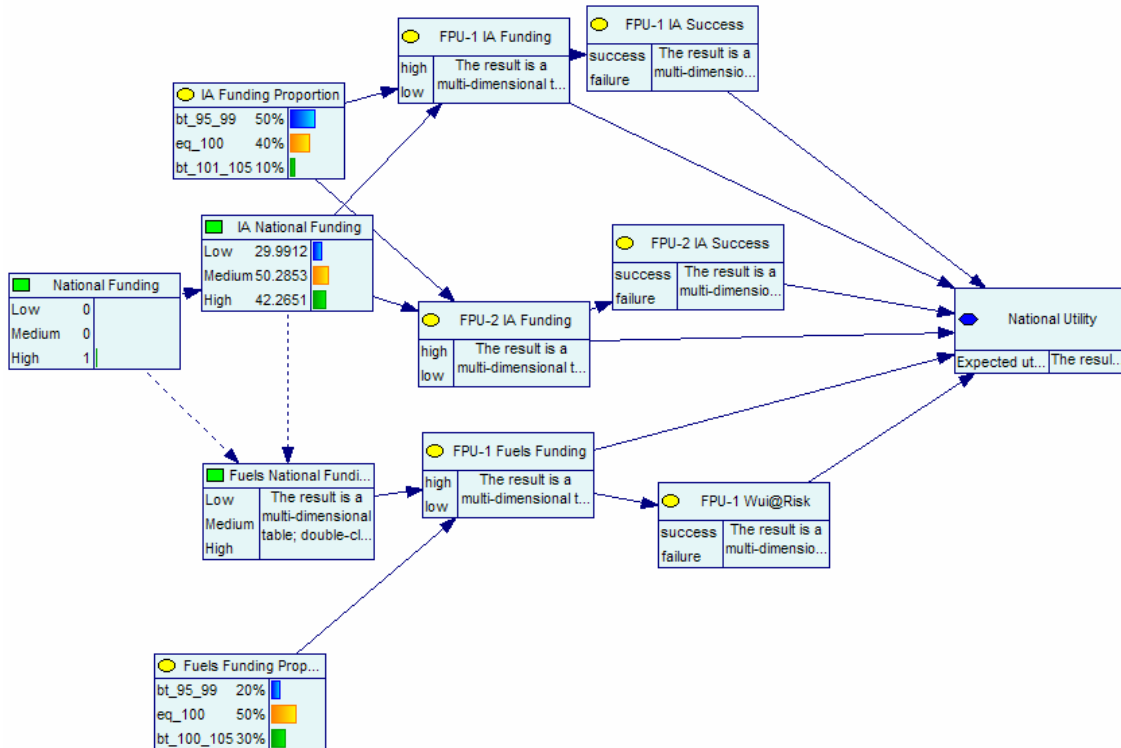 FPU-1 IA Success
success
failure
The result is a
multi-dimensio...
FPU-1 IA Funding
high
low
The result is a
multi-dimensional t...
IA Funding Proportion
bt_95_99 50%
eq_100 40%
bt_101_105 10%
IA National Funding
Low 29.9912
Medium 50.2853
High 42.2651
FPU-2 IA Success
success
failure
The result is a
multi-dimensio...
National Funding
Low 0
Medium 0
High 1
FPU-2 IA Funding
high
low
The result is a
multi-dimensional t...
National Utility
Expected ut... The resul...
FPU-1 Fuels Funding
high
low
The result is a
multi-dimensional t...
Fuels National Fundi...
Low
Medium
High
The result is a
multi-dimensional
table; double-cl...
FPU-1 Wui@Risk
success
failure
The result is a
multi-dimensio...
Fuels Funding Prop...
bt_95_99 20%
eq_100 50%
bt_100_105 30%